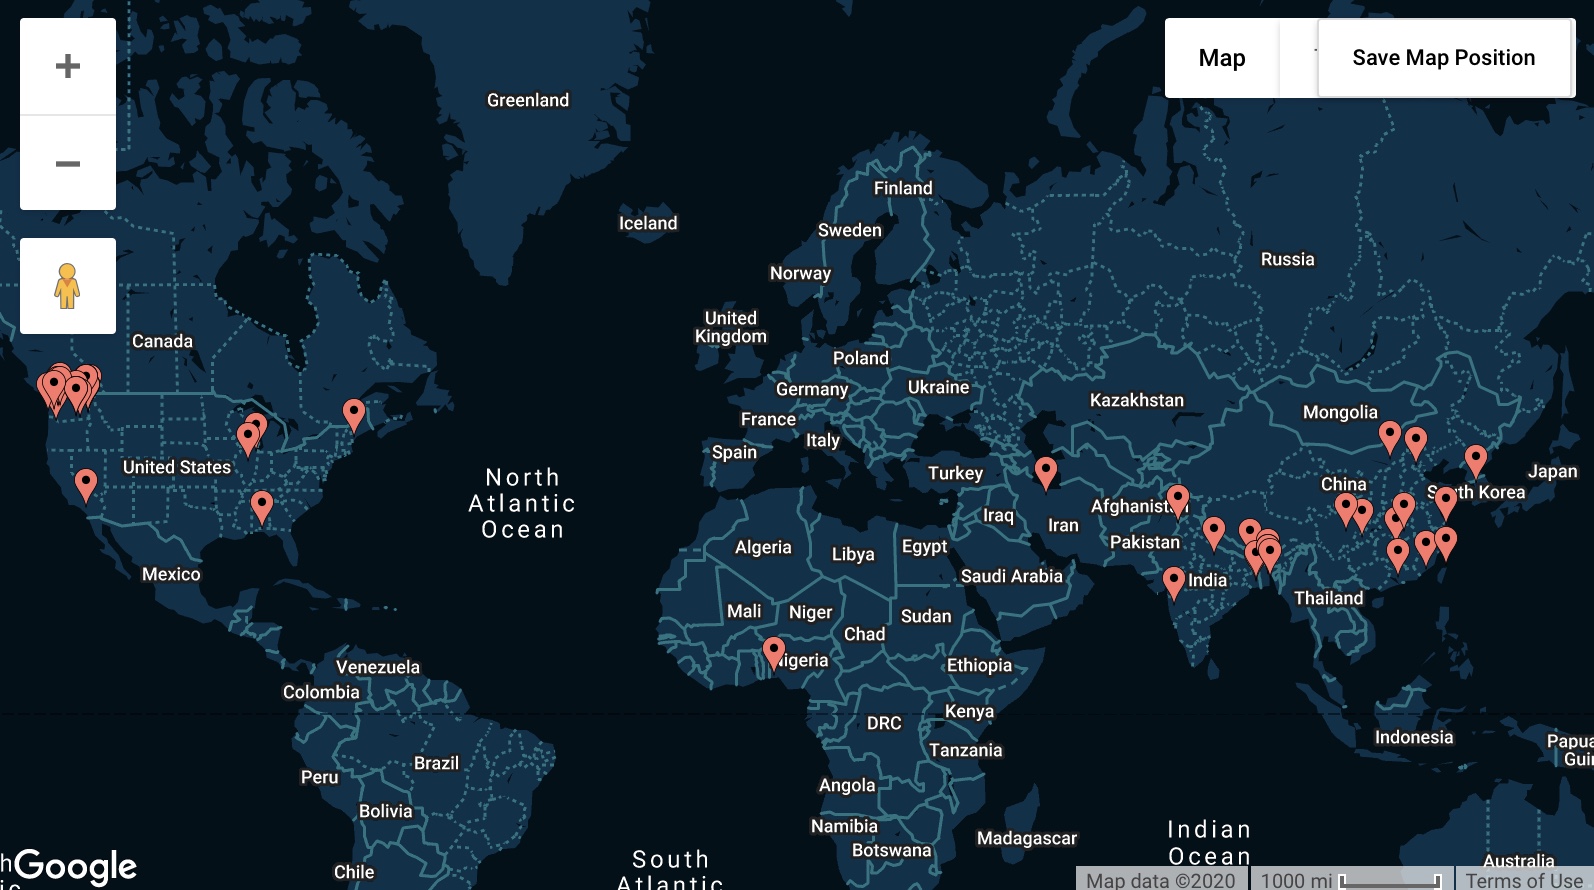 Map
Save Map Position
+
−
Greenland
Finland
Iceland
Sweden
Norway
Russia
United
Kingdom
Canada
Poland
Germany
Ukraine
Kazakhstan
France
Mongolia
Italy
Spain
United States
Turkey
Japan
China
South Korea
North
Atlantic
Ocean
Iraq
Iran
Afghanist
Pakistan
Algeria
Libya
Egypt
Saudi Arabia
India
Mexico
Thailand
Mali
Niger
Sudan
Chad
Nigeria
Ethiopia
Venezuela
Colombia
DRC
Kenya
Tanzania
Indonesia
Papua
Gui
Brazil
Peru
Angola
Bolivia
Namibia
Botswana
Madagascar
Indian
Ocean
South
Atlantic
Chile
Australia
h
ic
Google
Map data ©2020
1000 mi
Terms of Use